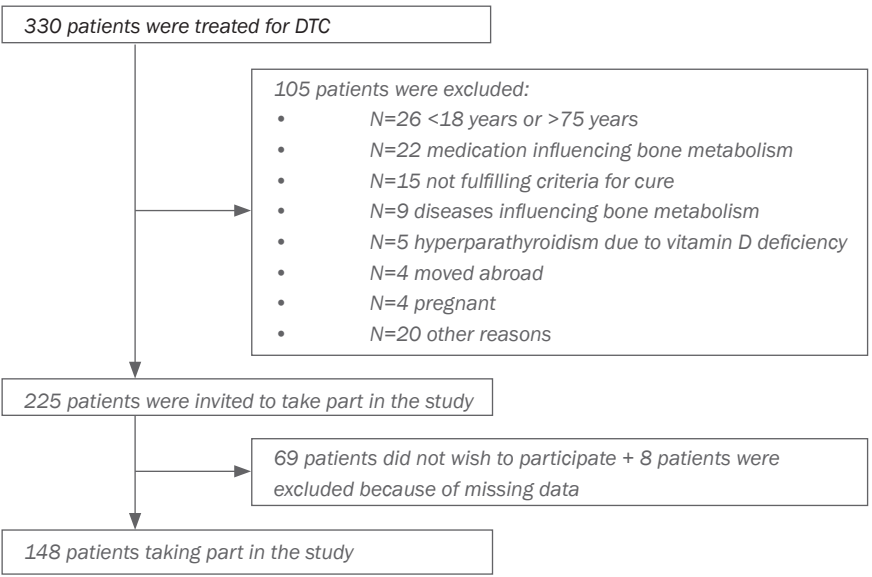 330 patients were treated for DTC
105 patients were excluded:
• N=26 <18 years or >75 years
• N=22 medication influencing bone metabolism
• N=15 not fulfilling criteria for cure
• N=9 diseases influencing bone metabolism
• N=5 hyperparathyroidism due to vitamin D deficiency
• N=4 moved abroad
• N=4 pregnant
• N=20 other reasons
225 patients were invited to take part in the study
69 patients did not wish to participate + 8 patients were
excluded because of missing data
148 patients taking part in the study